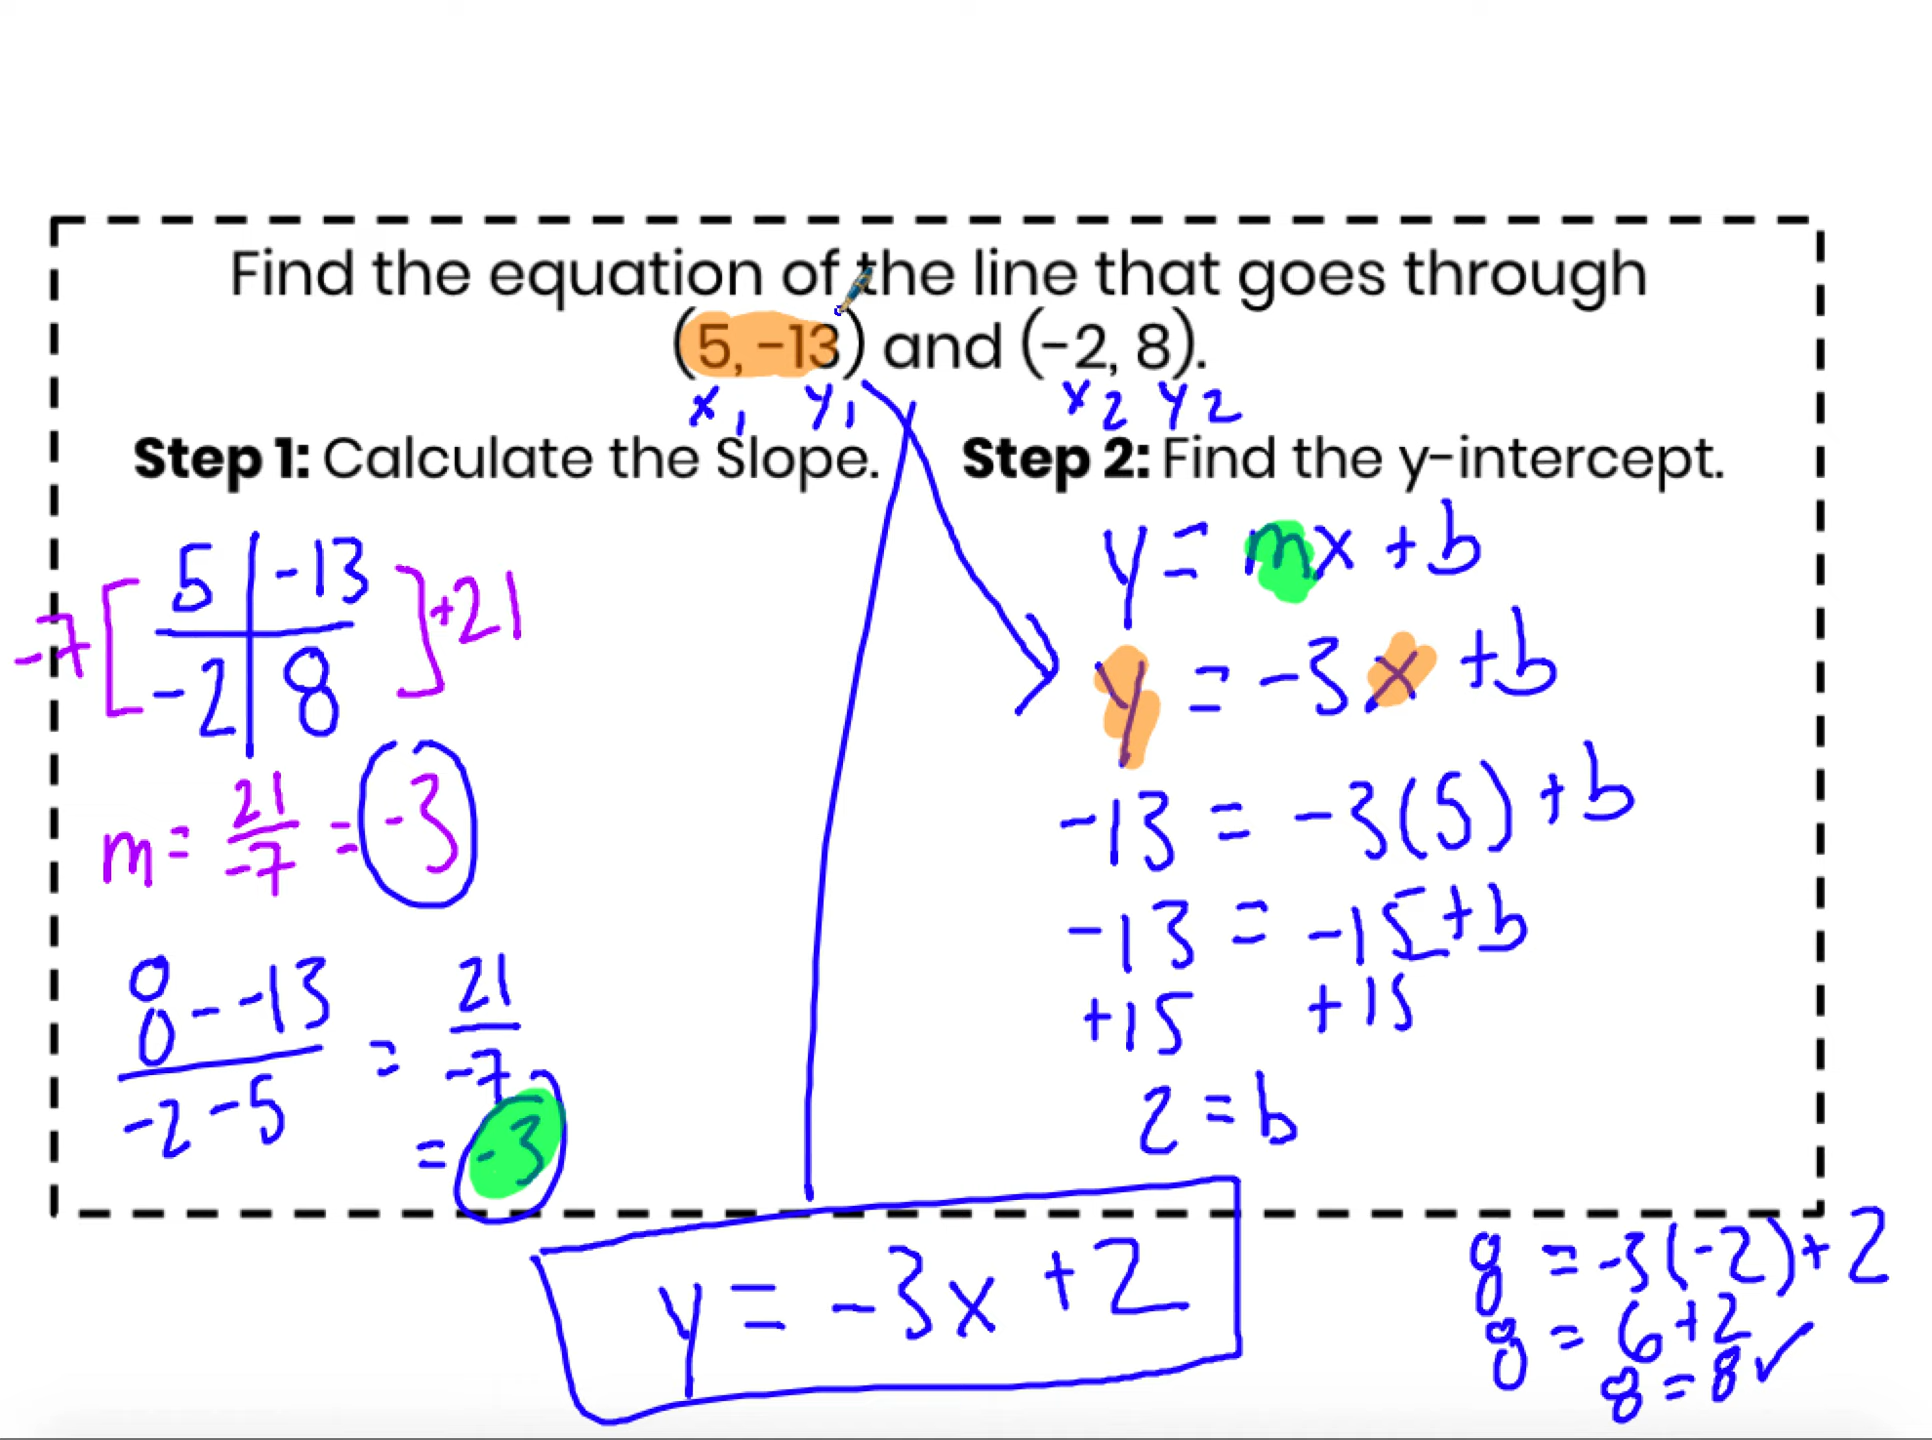 Find the equation of the line that goes through
(5, -13) and (-2, 8).
x₁ y₁ x₂ y₂
Step 1: Calculate the Slope.
5 | -13
-7 [ ] +21
-2 | 8
m = 21/-7 = -3
8 - -13 / -2 - 5 = 21/-7
= -3
Step 2: Find the y-intercept.
y = mx + b
y = -3x + b
-13 = -3(5) + b
-13 = -15 + b
+15 +15
2 = b
y = -3x + 2
8 = -3(-2) + 2
8 = 6 + 2
8 = 8 ✓